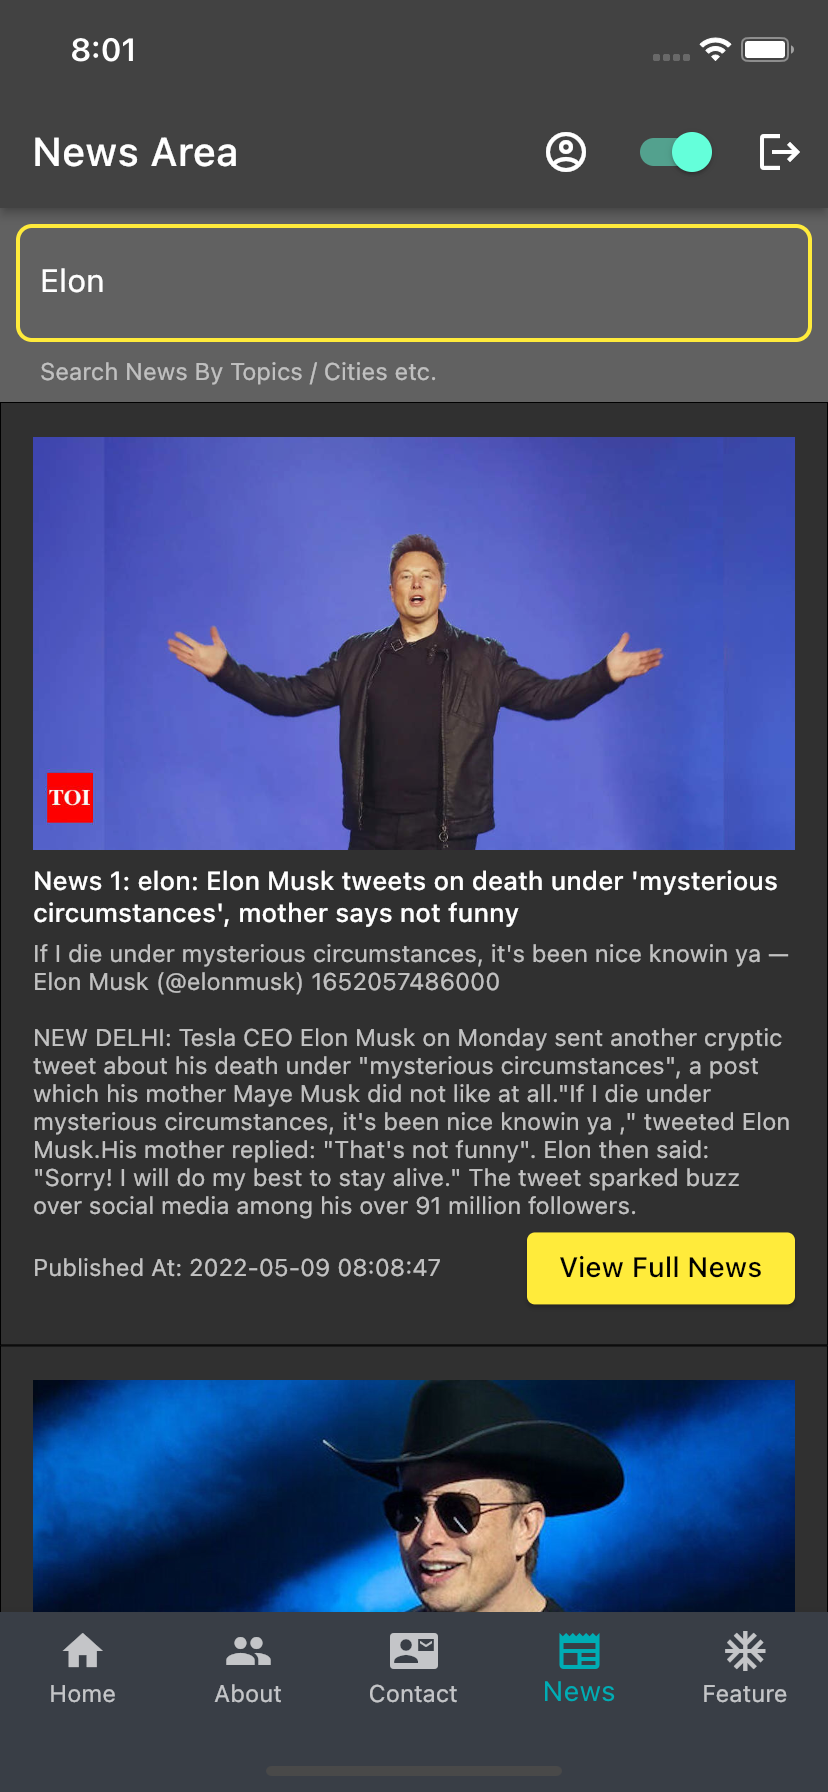 8:01
News Area
Elon
Search News By Topics / Cities etc.
TOI
News 1: elon: Elon Musk tweets on death under 'mysterious
circumstances', mother says not funny
If I die under mysterious circumstances, it's been nice knowin ya —
Elon Musk (@elonmusk) 1652057486000
NEW DELHI: Tesla CEO Elon Musk on Monday sent another cryptic
tweet about his death under "mysterious circumstances", a post
which his mother Maye Musk did not like at all."If I die under
mysterious circumstances, it's been nice knowin ya ," tweeted Elon
Musk.His mother replied: "That's not funny". Elon then said:
"Sorry! I will do my best to stay alive." The tweet sparked buzz
over social media among his over 91 million followers.
Published At: 2022-05-09 08:08:47
View Full News
Home
About
Contact
News
Feature